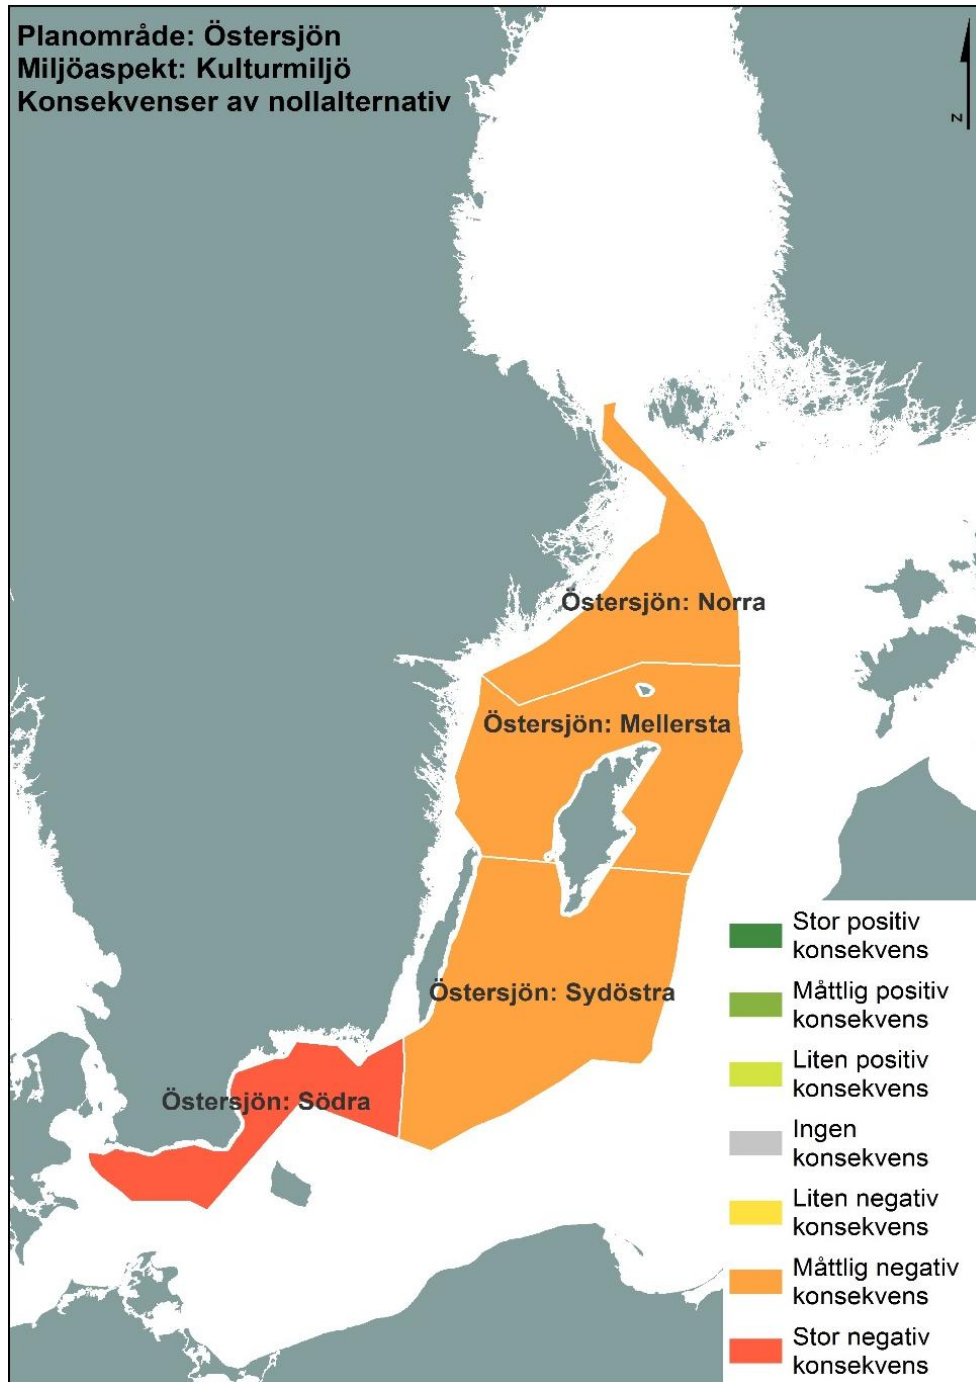 Planområde: Östersjön
Miljöaspekt: Kulturmiljö
Konsekvenser av nollalternativ
N
Östersjön: Norra
Östersjön: Mellersta
Östersjön: Sydöstra
Östersjön: Södra
Stor positiv
konsekvens
Måttlig positiv
konsekvens
Liten positiv
konsekvens
Ingen
konsekvens
Liten negativ
konsekvens
Måttlig negativ
konsekvens
Stor negativ
konsekvens